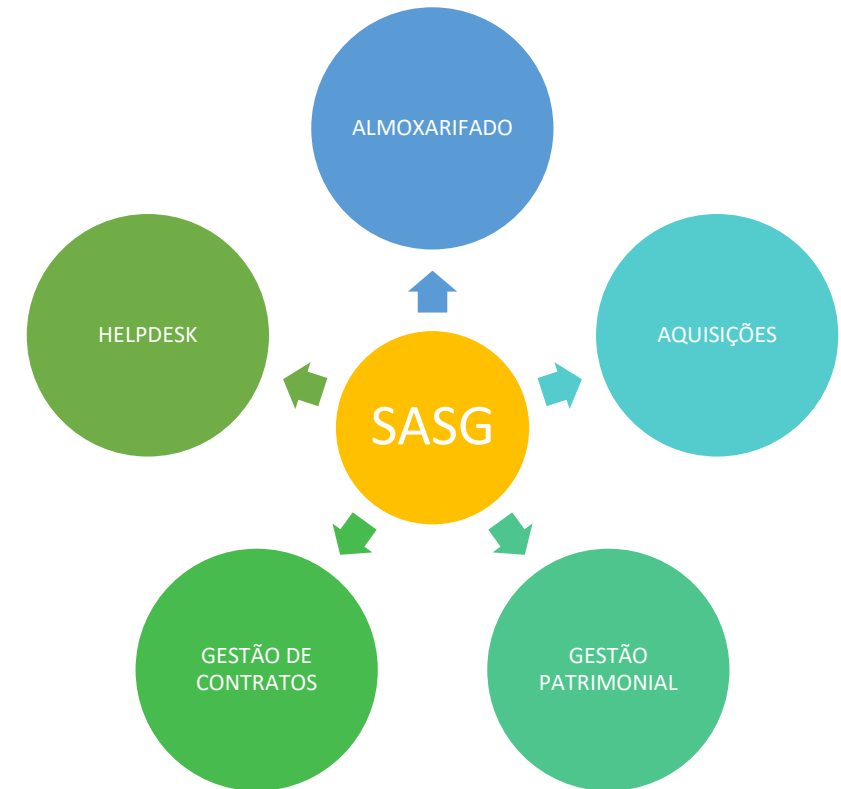 ALMOXARIFADO
HELPDESK
AQUISIÇÕES
SASG
GESTÃO DE
CONTRATOS
GESTÃO
PATRIMONIAL